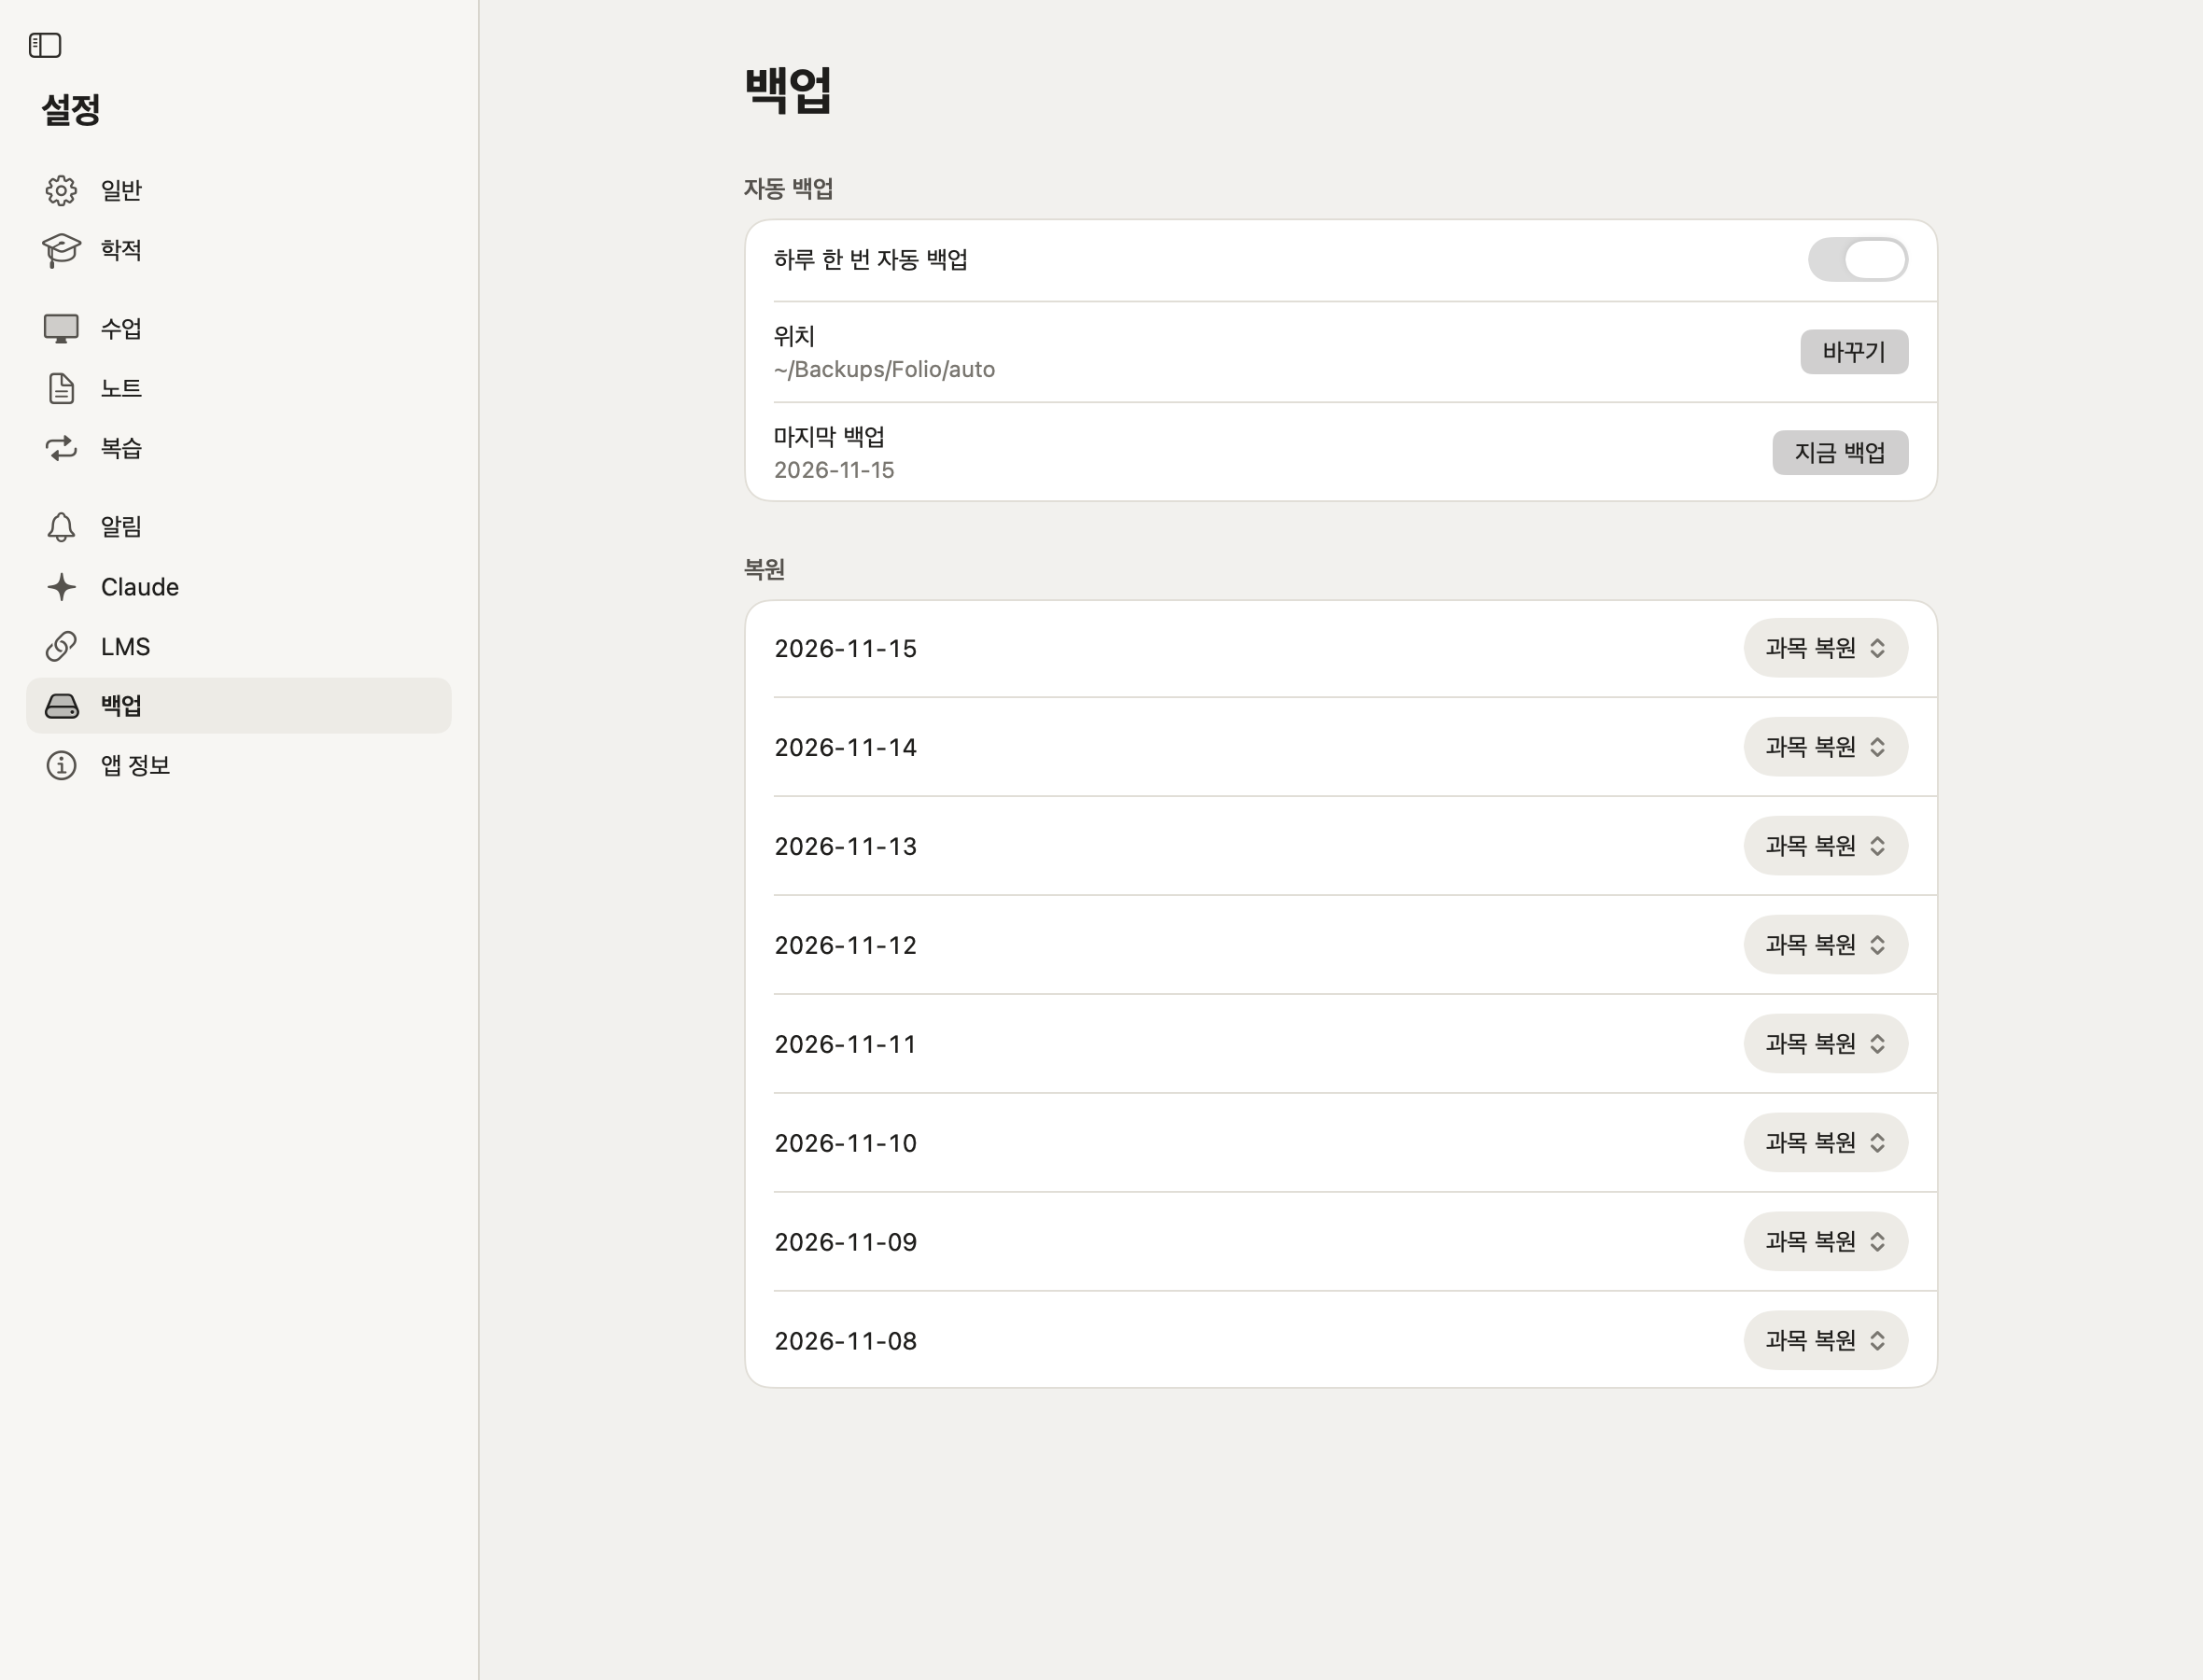 설정
일반
학적
수업
노트
복습
알림
Claude
LMS
백업
앱 정보
백업
자동 백업
하루 한 번 자동 백업
위치
~/Backups/Folio/auto
바꾸기
마지막 백업
2026-11-15
지금 백업
복원
2026-11-15 과목 복원
2026-11-14 과목 복원
2026-11-13 과목 복원
2026-11-12 과목 복원
2026-11-11 과목 복원
2026-11-10 과목 복원
2026-11-09 과목 복원
2026-11-08 과목 복원